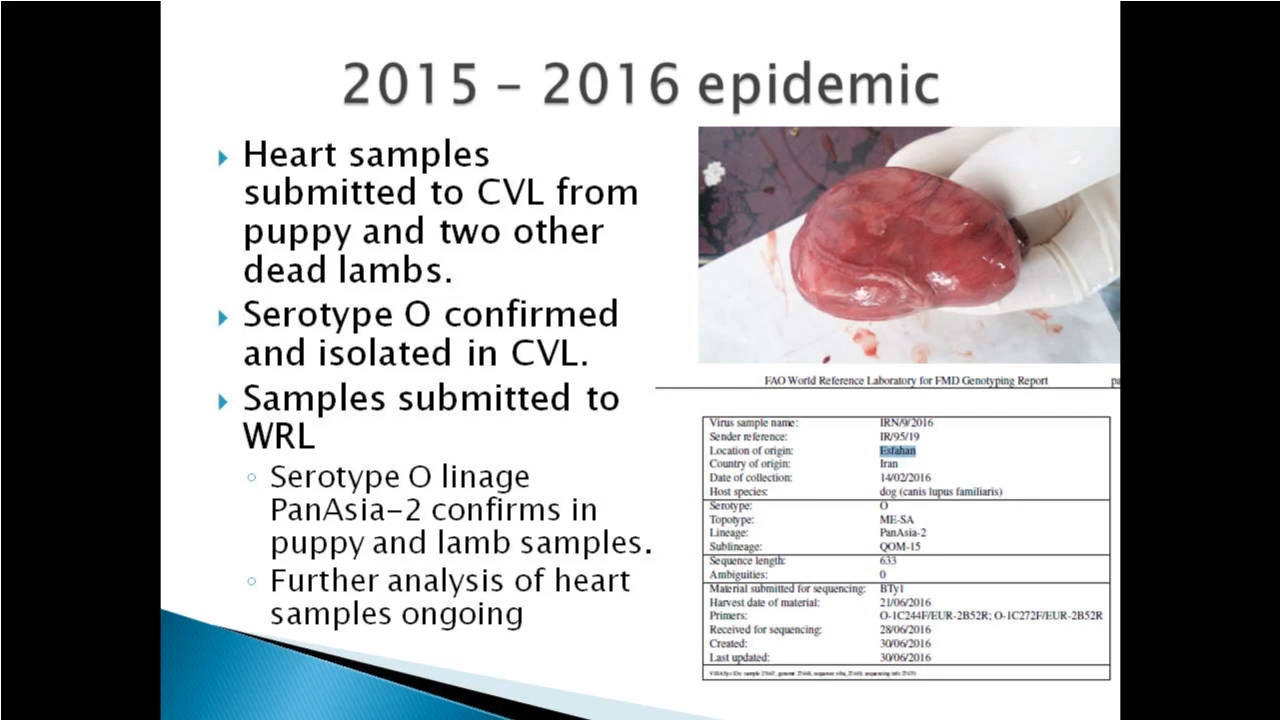 2015 – 2016 epidemic
Heart samples
submitted to CVL from
puppy and two other
dead lambs.
Serotype O confirmed
and isolated in CVL.
Samples submitted to
WRL
Serotype O linage
PanAsia-2 confirms in
puppy and lamb samples.
Further analysis of heart
samples ongoing
FAO World Reference Laboratory for FMD Genotyping Report pa
Virus sample name: IRN/9/2016
Sender reference: IR/95/19
Location of origin: Esfahan
Country of origin: Iran
Date of collection: 14/02/2016
Host species: dog (canis lupus familiaris)
Serotype: O
Topotype: ME-SA
Lineage: PanAsia-2
Sublineage: QOM-15
Sequence length: 633
Ambiguities: 0
Material submitted for sequencing: BTy1
Harvest date of material: 21/06/2016
Primers: O-1C244F/EUR-2B52R; O-1C272F/EUR-2B52R
Received for sequencing: 28/06/2016
Created: 30/06/2016
Last updated: 30/06/2016